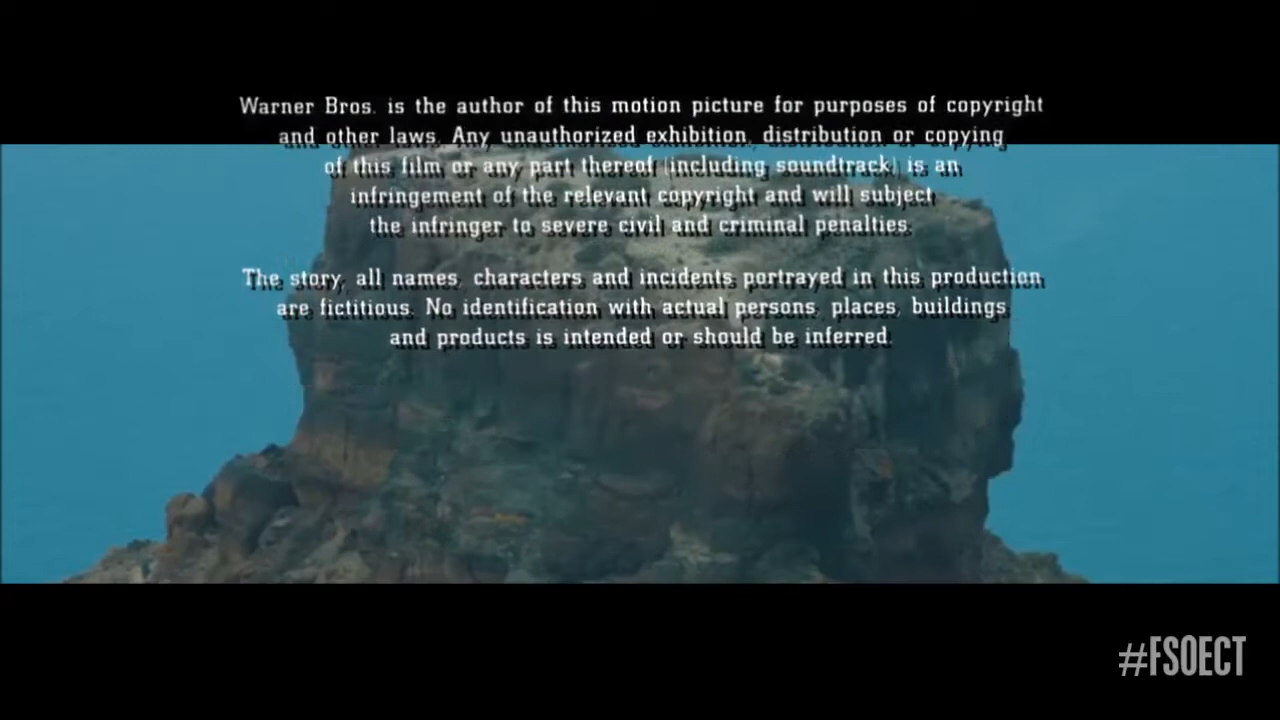 Warner Bros. is the author of this motion picture for purposes of copyright
and other laws. Any unauthorized exhibition, distribution or copying
of this film or any part thereof (including soundtrack) is an
infringement of the relevant copyright and will subject
the infringer to severe civil and criminal penalties.
The story, all names, characters and incidents portrayed in this production
are fictitious. No identification with actual persons, places, buildings
and products is intended or should be inferred.
#FSOECT